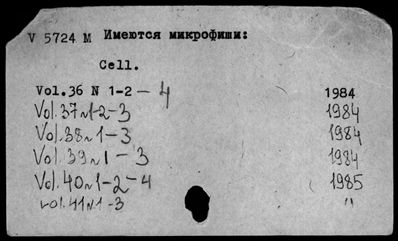 V 5724 M Имеются микрофиши:
Cell.
Vol.36 N 1-2 - 4 1984
Vol.37 N 1-2-3 1984
Vol.38 N 1-3 1984
Vol.39 N 1-3 1984
Vol.40 N 1-2-4 1985
Vol.41 N 1-3 "